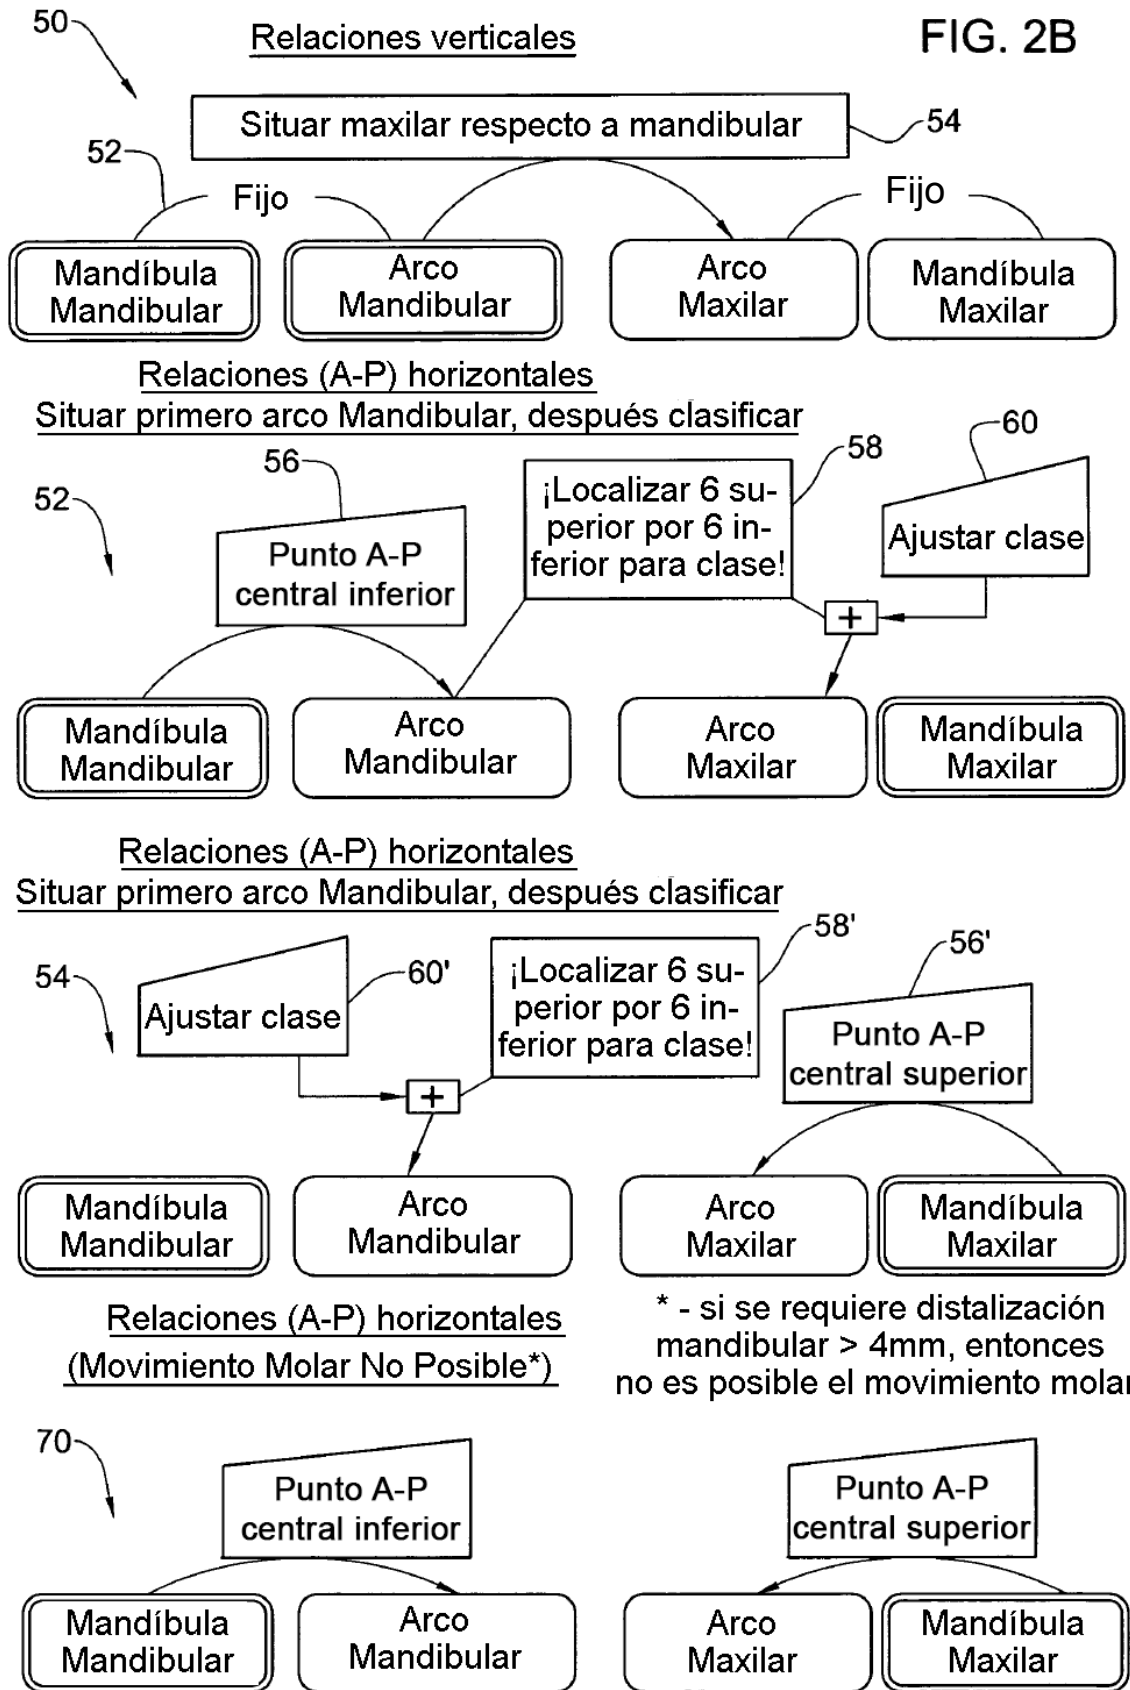 50
Relaciones verticales
FIG. 2B
Situar maxilar respecto a mandibular
54
52
Fijo
Fijo
Mandíbula
Mandibular
Arco
Mandibular
Arco
Maxilar
Mandíbula
Maxilar
Relaciones (A-P) horizontales
Situar primero arco Mandibular, después clasificar
52
56
Punto A-P
central inferior
¡Localizar 6 su-
perior por 6 in-
ferior para clase!
58
60
Ajustar clase
+
Mandíbula
Mandibular
Arco
Mandibular
Arco
Maxilar
Mandíbula
Maxilar
Relaciones (A-P) horizontales
Situar primero arco Mandibular, después clasificar
54
Ajustar clase
60'
¡Localizar 6 su-
perior por 6 in-
ferior para clase!
58'
56'
Punto A-P
central superior
+
Mandíbula
Mandibular
Arco
Mandibular
Arco
Maxilar
Mandíbula
Maxilar
Relaciones (A-P) horizontales
(Movimiento Molar No Posible*)
* - si se requiere distalización
mandibular > 4mm, entonces
no es posible el movimiento molar
70
Punto A-P
central inferior
Punto A-P
central superior
Mandíbula
Mandibular
Arco
Mandibular
Arco
Maxilar
Mandíbula
Maxilar